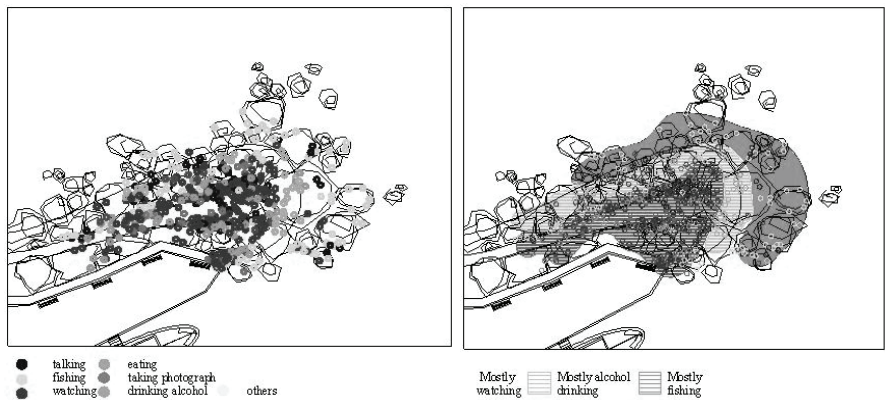 talking
eating
fishing
taking photograph
watching
drinking alcohol
others
Mostly
watching
Mostly alcohol
drinking
Mostly
fishing